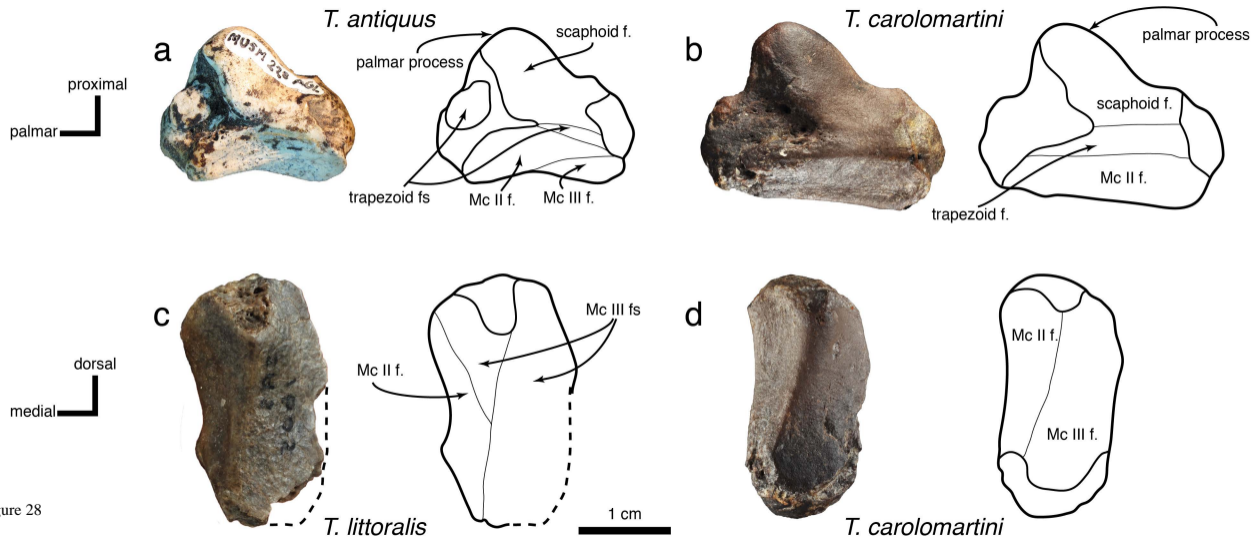 T. antiquus
T. carolomartini
a
MUSM
scaphoid f.
palmar process
proximal
palmar
trapezoid fs
Mc II f.
Mc III f.
b
palmar process
scaphoid f.
Mc II f.
trapezoid f.
c
dorsal
medial
Mc III fs
Mc II f.
d
Mc II f.
Mc III f.
1 cm
gure 28
T. littoralis
T. carolomartini